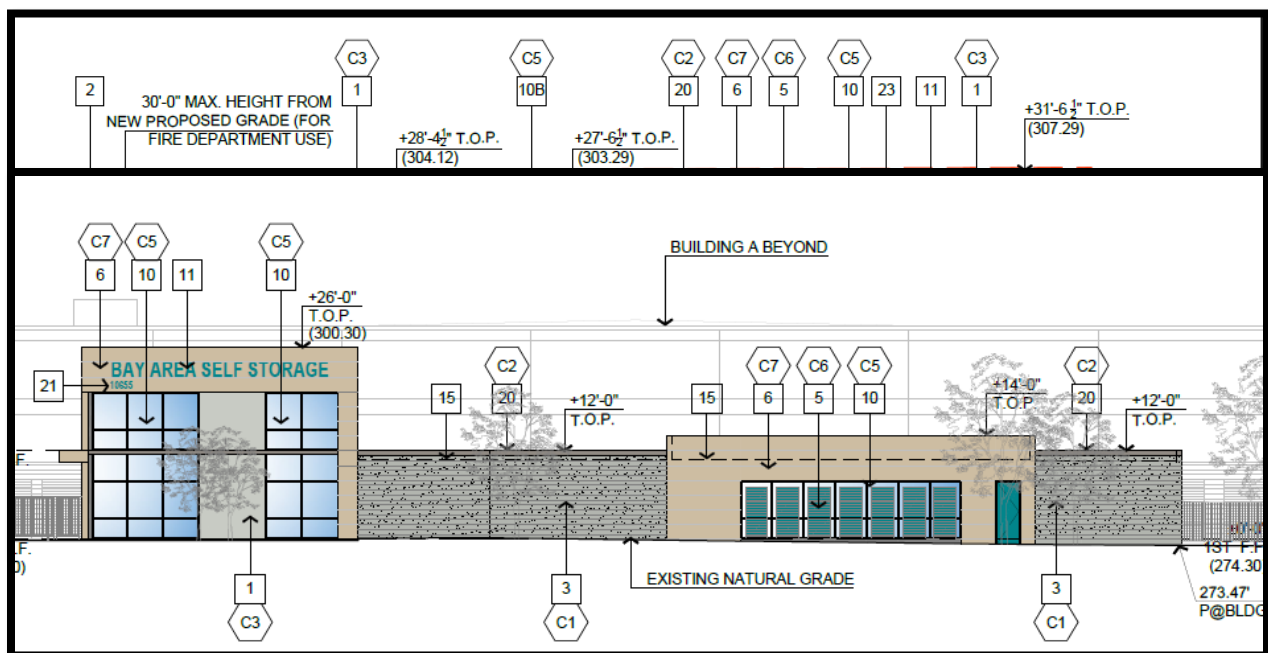 C3
C5
C2
C7
C6
C5
C3
2
1
10B
20
6
5
10
23
11
1
30'-0" MAX. HEIGHT FROM
NEW PROPOSED GRADE (FOR
FIRE DEPARTMENT USE)
+28'-4½" T.O.P.
(304.12)
+27'-6½" T.O.P.
(303.29)
+31'-6 ½" T.O.P.
(307.29)
C7
C5
C5
6
10
11
10
BUILDING A BEYOND
+26'-0"
T.O.P.
(300.30)
BAY AREA SELF STORAGE
10655
21
C2
15
20
+12'-0"
T.O.P.
C7
C6
C5
15
6
5
10
+14'-0"
T.O.P
C2
20
+12'-0"
T.O.P.
F.
.F.
0)
1
C3
3
C1
EXISTING NATURAL GRADE
3
C1
1ST F.F
(274.30
273.47'
P@BLDG